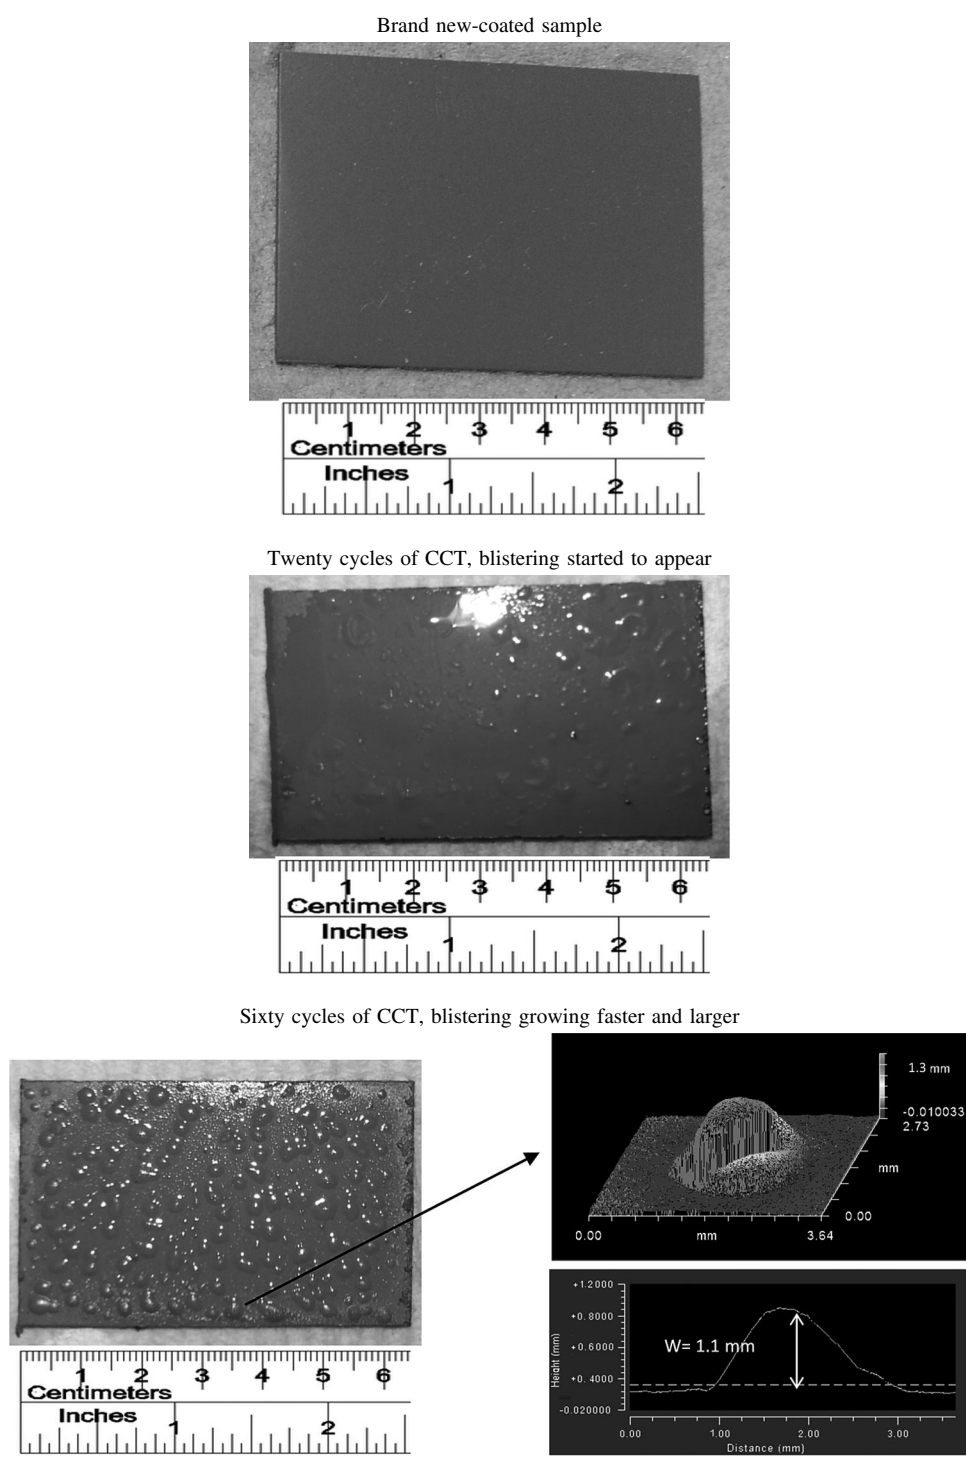 Brand new-coated sample
1 2 3 4 5 6
Centimeters
Inches
1 2
Twenty cycles of CCT, blistering started to appear
1 2 3 4 5 6
Centimeters
Inches
1 2
Sixty cycles of CCT, blistering growing faster and larger
1.3 mm
-0.010033
2.73
mm
0.00
0.00 mm 3.64
1 2 3 4 5 6
Centimeters
Inches
1 2
+1.2000
+0.8000
+0.6000
+0.4000
-0.020000
Height (mm)
W= 1.1 mm
0.00 1.00 2.00 3.00
Distance (mm)